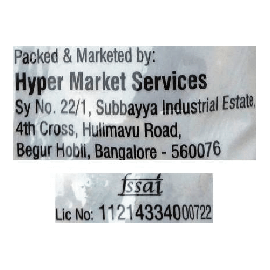 Packed & Marketed by:
Hyper Market Services
Sy No. 22/1, Subbayya Industrial Estate.
4th Cross, Hulimavu Road,
Begur Hobli, Bangalore - 560076
fssai
Lic No: 11214334000722